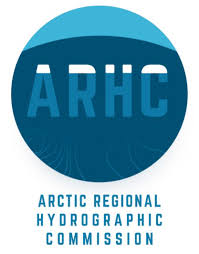 ARHC
ARCTIC REGIONAL
HYDROGRAPHIC
COMMISSION